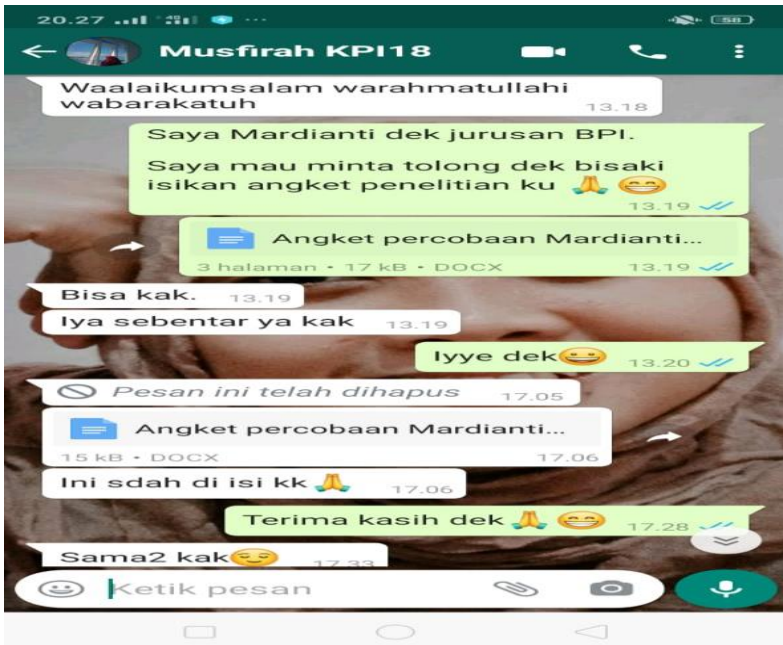 20.27
58
Musfirah KPI18
Waalaikumsalam warahmatullahi
wabarakatuh
13.18
Saya Mardianti dek jurusan BPI.
Saya mau minta tolong dek bisaki
isikan angket penelitian ku 🙏 😁
13.19
Angket percobaan Mardianti...
3 halaman • 17 kB • DOCX 13.19
Bisa kak. 13.19
Iya sebentar ya kak 13.19
Iyye dek😀 13.20
Pesan ini telah dihapus 17.05
Angket percobaan Mardianti...
15 kB • DOCX 17.06
Ini sdah di isi kk 🙏 17.06
Terima kasih dek 🙏 😁 17.28
Sama2 kak😌 17.33
Ketik pesan